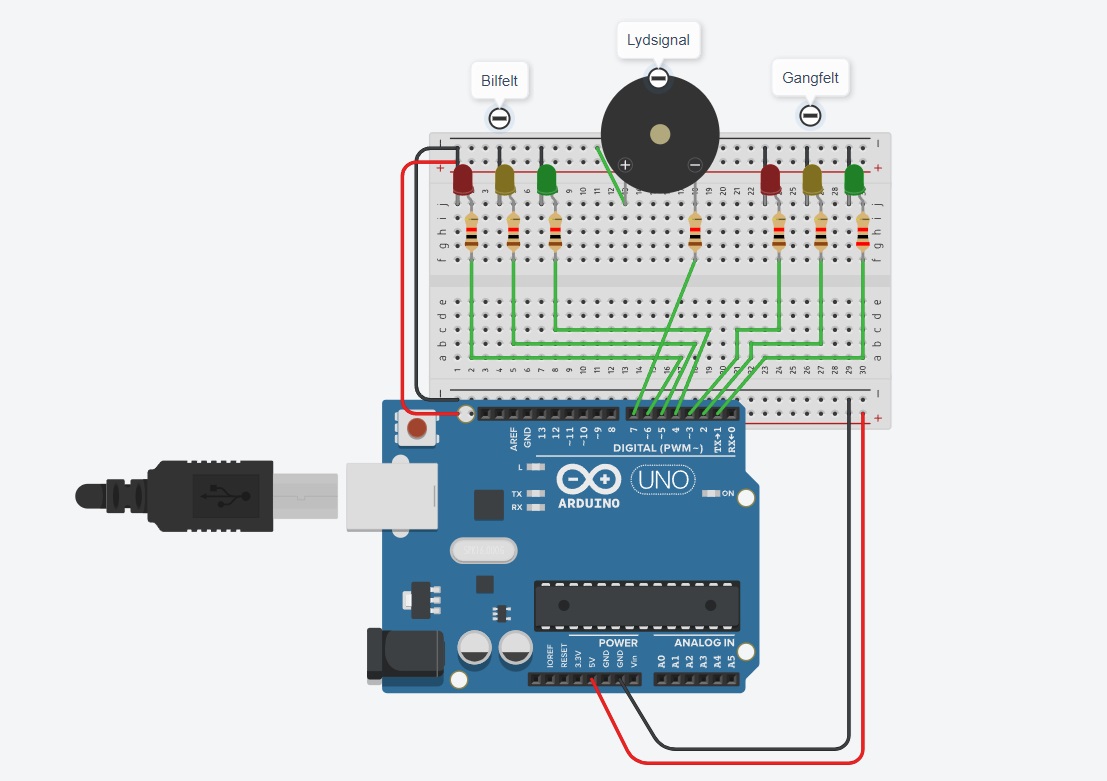 Lydsignal
Bilfelt
Gangfelt
AREF
GND
13
12
~11
~10
~9
8
7
~6
~5
4
~3
2
TX→1
RX←0
DIGITAL (PWM~)
L
TX
RX
ARDUINO
UNO
ON
POWER
ANALOG IN
IOREF
RESET
3.3V
5V
GND
GND
Vin
A0
A1
A2
A3
A4
A5